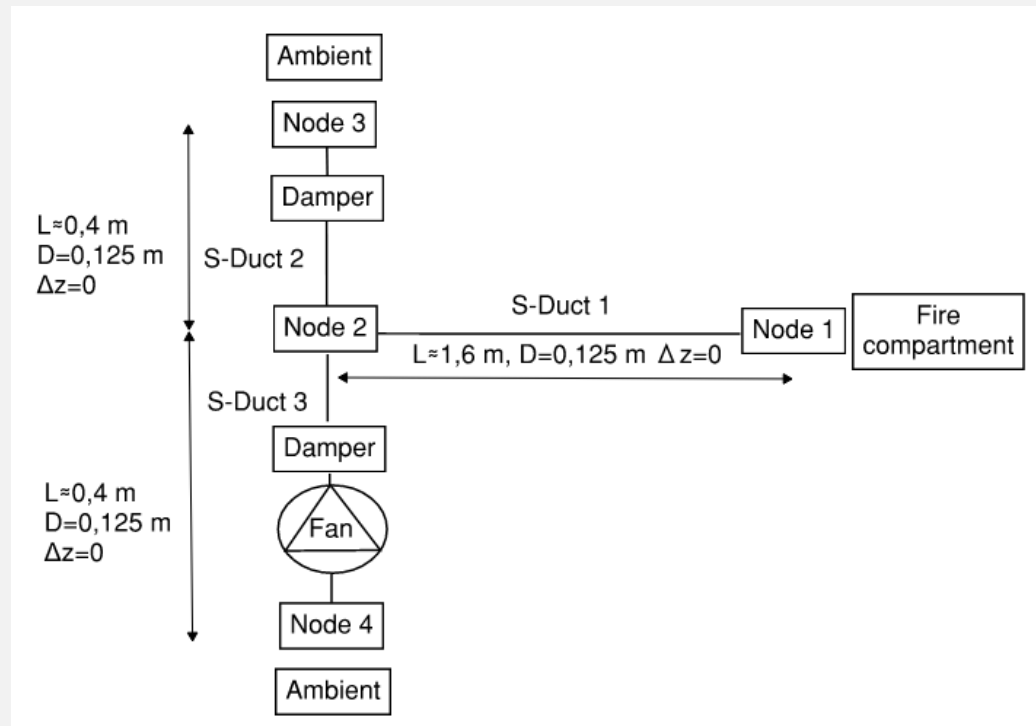 Ambient
Node 3
Damper
L≈0,4 m
D=0,125 m
Δz=0
S-Duct 2
Node 2
S-Duct 1
Node 1
Fire
compartment
L≈1,6 m, D=0,125 m Δz=0
S-Duct 3
Damper
L≈0,4 m
D=0,125 m
Δz=0
Fan
Node 4
Ambient